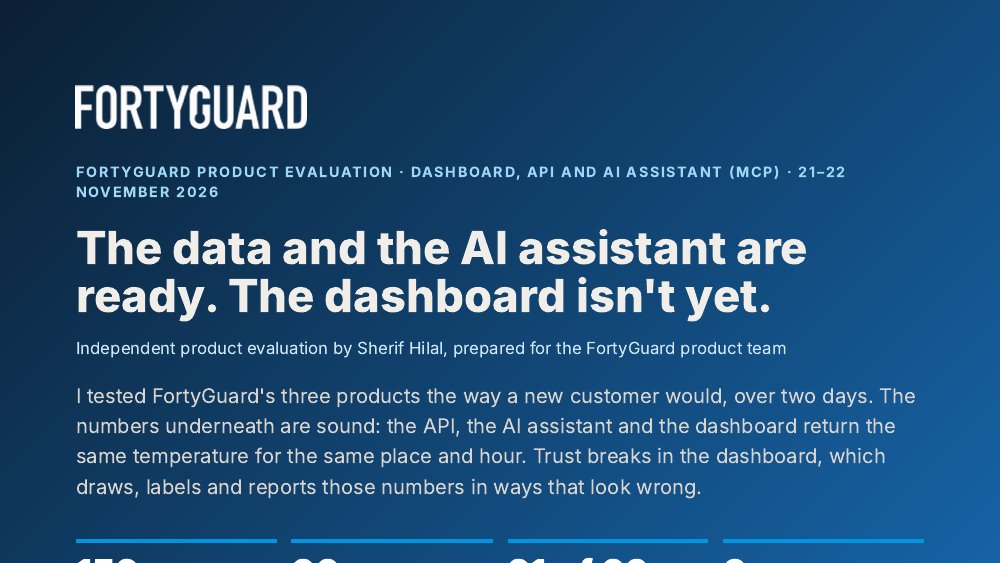 FORTYGUARD
FORTYGUARD PRODUCT EVALUATION · DASHBOARD, API AND AI ASSISTANT (MCP) · 21–22
NOVEMBER 2026
The data and the AI assistant are
ready. The dashboard isn't yet.
Independent product evaluation by Sherif Hilal, prepared for the FortyGuard product team
I tested FortyGuard's three products the way a new customer would, over two days. The
numbers underneath are sound: the API, the AI assistant and the dashboard return the
same temperature for the same place and hour. Trust breaks in the dashboard, which
draws, labels and reports those numbers in ways that look wrong.